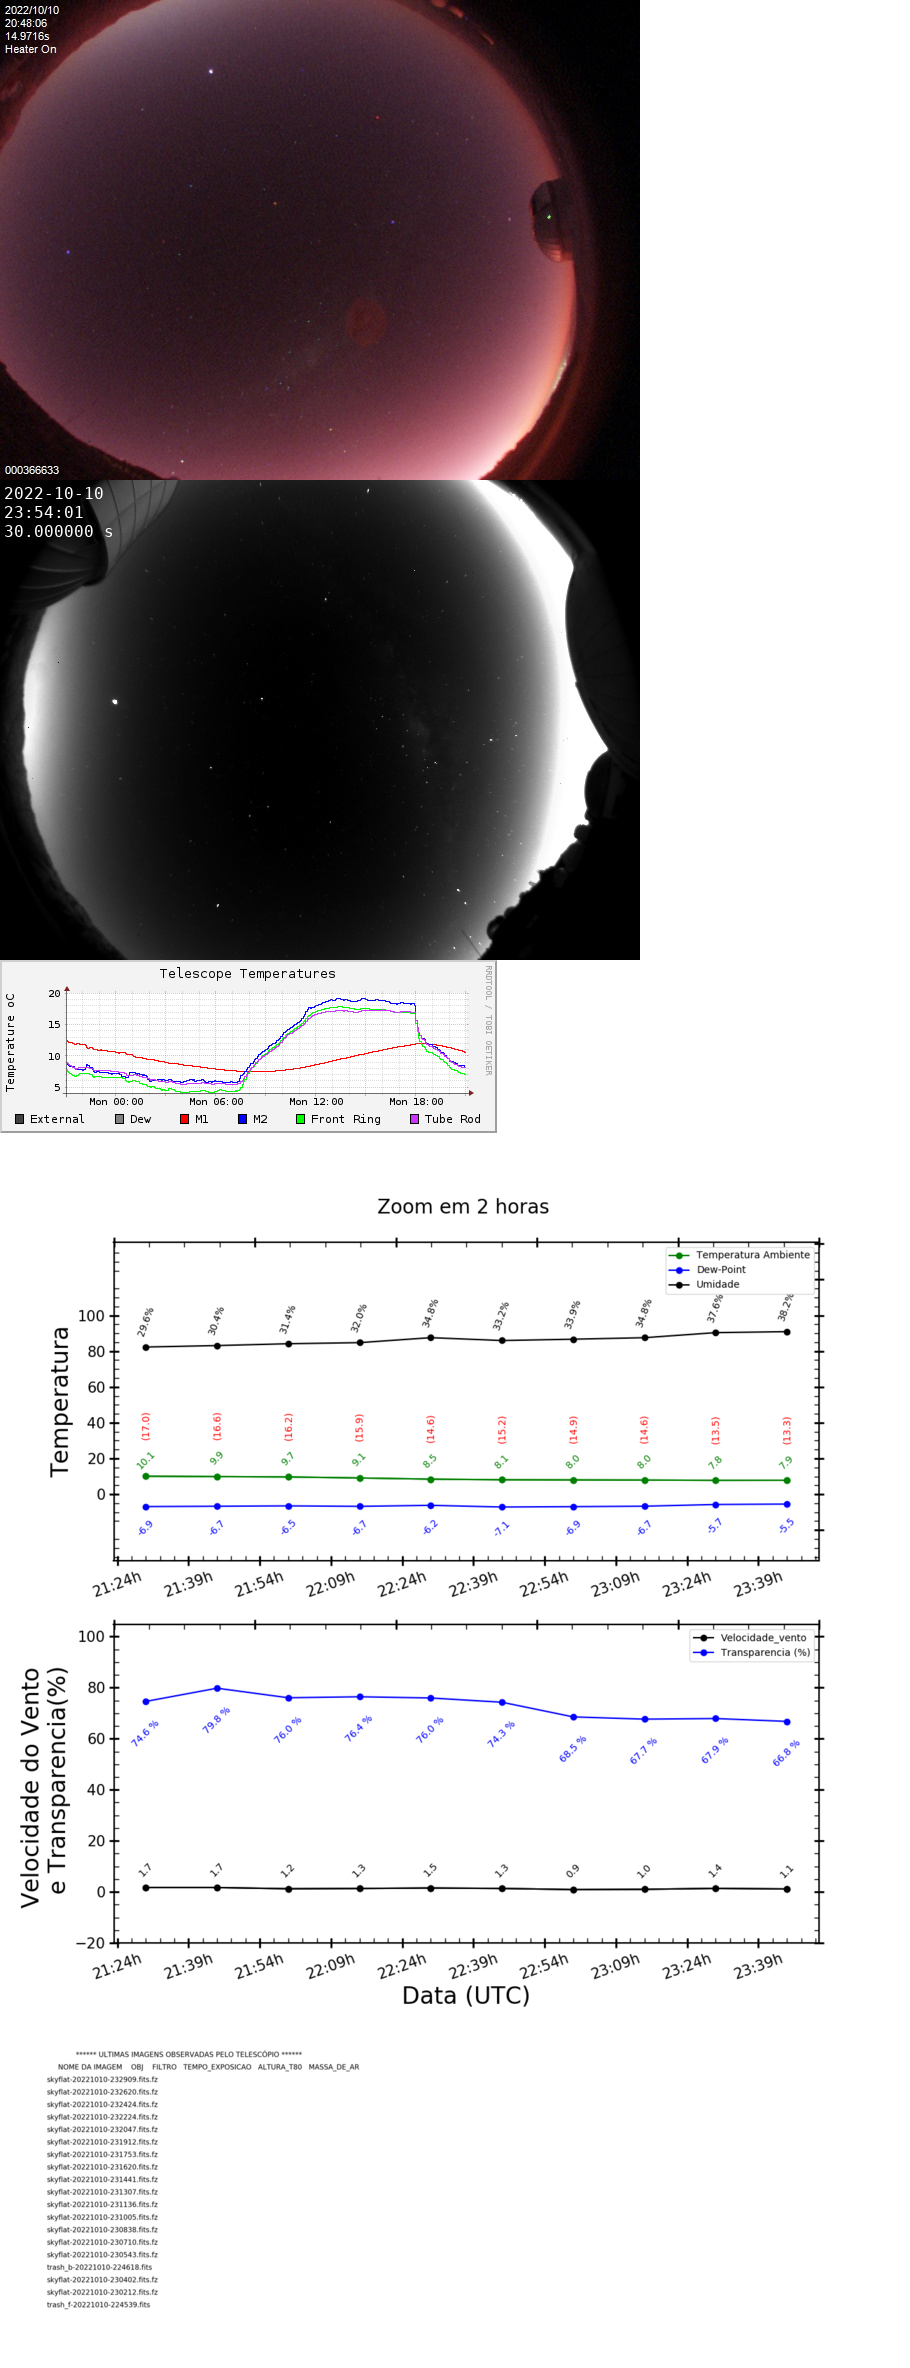 2022/10/10
20:48:06
14.9716s
Heater On
000366633
2022-10-10
23:54:01
30.000000 s
Telescope Temperatures
RRDTOOL / TOBI OETIKER
Temperature oC
20
15
10
5
Mon 00:00 Mon 06:00 Mon 12:00 Mon 18:00
External Dew M1 M2 Front Ring Tube Rod
Zoom em 2 horas
Temperatura Ambiente
Dew-Point
Umidade
Temperatura
100
80
60
40
20
0
29.6% 30.4% 31.4% 32.0% 34.8% 33.2% 33.9% 34.8% 37.6% 38.2%
(17.0) (16.6) (16.2) (15.9) (14.6) (15.2) (14.9) (14.6) (13.5) (13.3)
10.1 9.9 9.7 9.1 8.5 8.1 8.0 8.0 7.8 7.9
-6.9 -6.7 -6.5 -6.7 -6.2 -7.1 -6.9 -6.7 -5.7 -5.5
21:24h 21:39h 21:54h 22:09h 22:24h 22:39h 22:54h 23:09h 23:24h 23:39h
Velocidade_vento
Transparencia (%)
Velocidade do Vento
e Transparencia(%)
100
80
60
40
20
0
−20
74.6 % 79.8 % 76.0 % 76.4 % 76.0 % 74.3 % 68.5 % 67.7 % 67.9 % 66.8 %
1.7 1.7 1.2 1.3 1.5 1.3 0.9 1.0 1.4 1.1
21:24h 21:39h 21:54h 22:09h 22:24h 22:39h 22:54h 23:09h 23:24h 23:39h
Data (UTC)
****** ULTIMAS IMAGENS OBSERVADAS PELO TELESCÓPIO ******
NOME DA IMAGEM OBJ FILTRO TEMPO_EXPOSICAO ALTURA_T80 MASSA_DE_AR
skyflat-20221010-232909.fits.fz
skyflat-20221010-232620.fits.fz
skyflat-20221010-232424.fits.fz
skyflat-20221010-232224.fits.fz
skyflat-20221010-232047.fits.fz
skyflat-20221010-231912.fits.fz
skyflat-20221010-231753.fits.fz
skyflat-20221010-231620.fits.fz
skyflat-20221010-231441.fits.fz
skyflat-20221010-231307.fits.fz
skyflat-20221010-231136.fits.fz
skyflat-20221010-231005.fits.fz
skyflat-20221010-230838.fits.fz
skyflat-20221010-230710.fits.fz
skyflat-20221010-230543.fits.fz
trash_b-20221010-224618.fits
skyflat-20221010-230402.fits.fz
skyflat-20221010-230212.fits.fz
trash_f-20221010-224539.fits